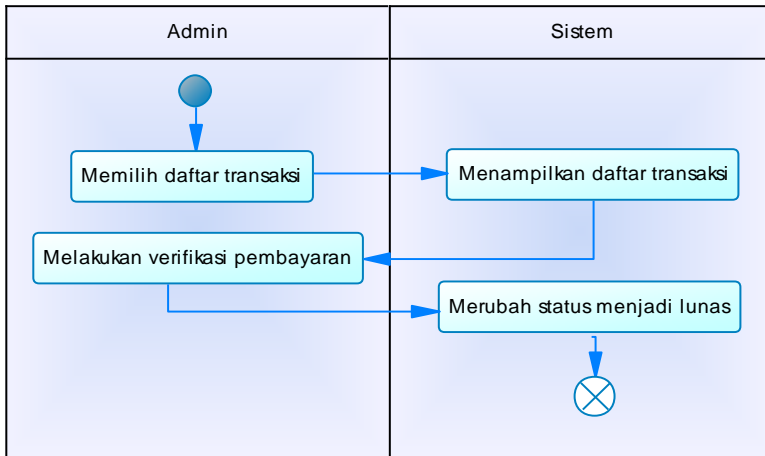 Admin
Sistem
Memilih daftar transaksi
Menampilkan daftar transaksi
Melakukan verifikasi pembayaran
Merubah status menjadi lunas